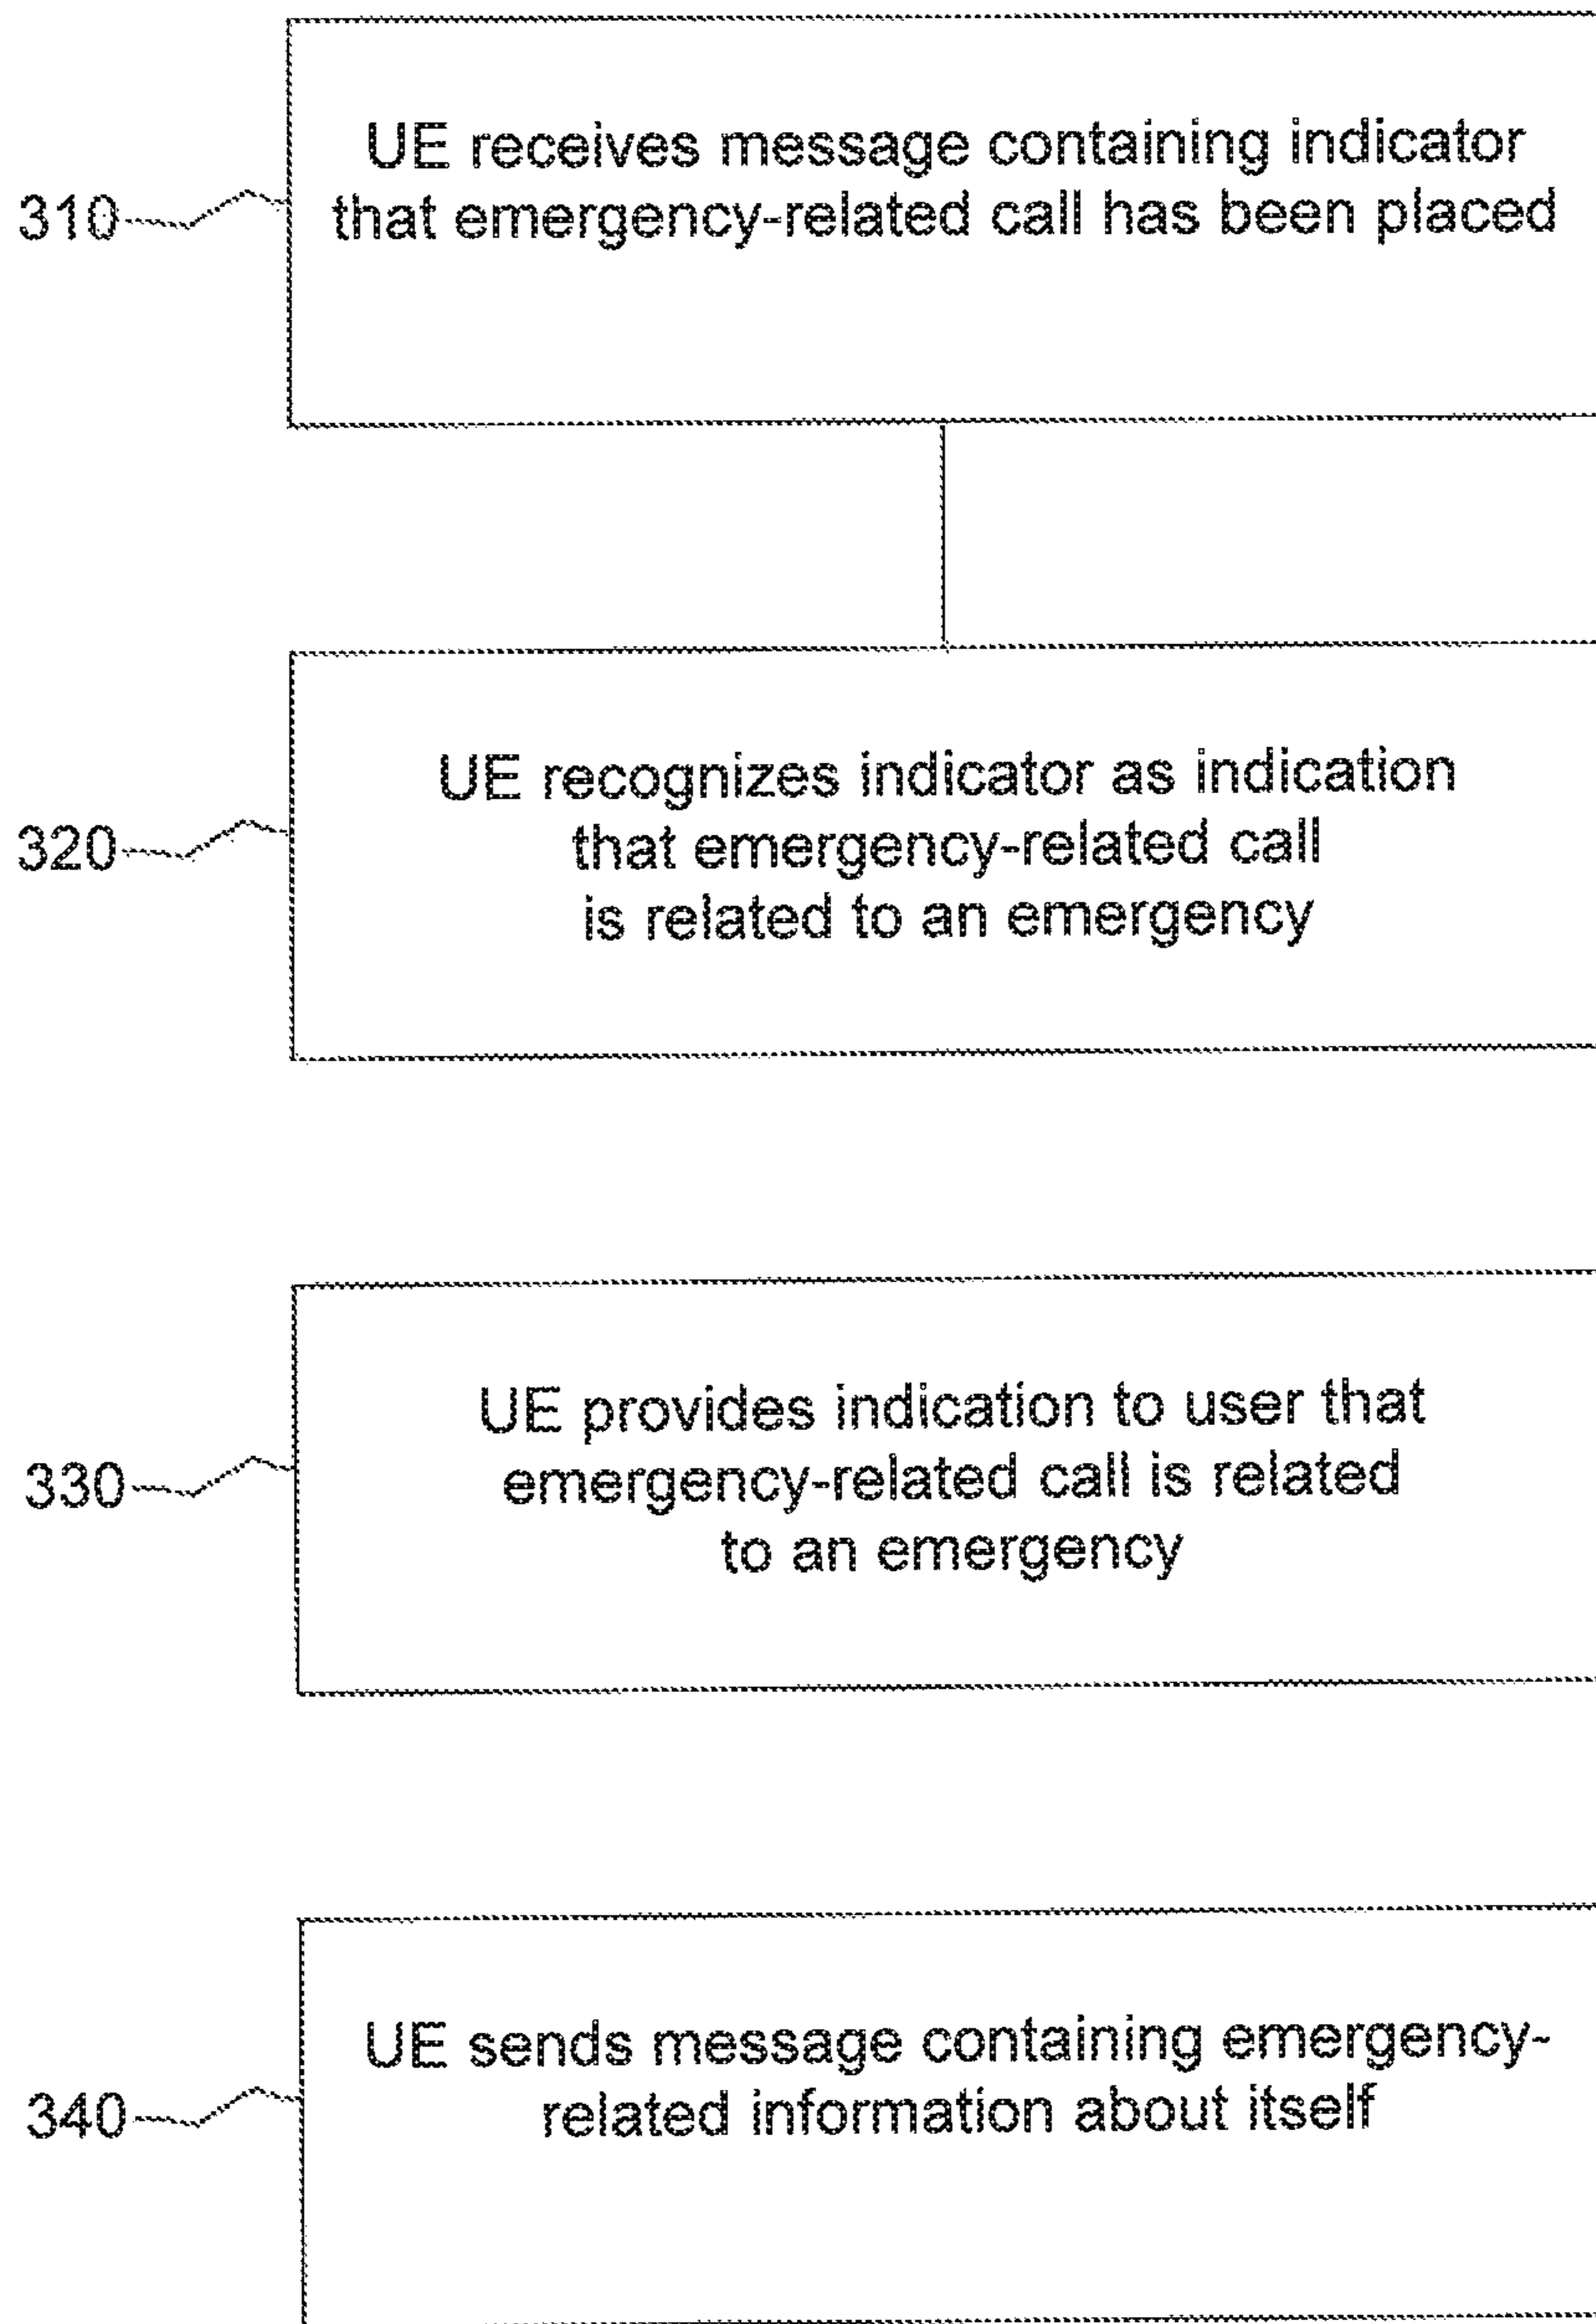 UE receives message containing indicator
310 that emergency-related call has been placed
UE recognizes indicator as indication
320 that emergency-related call
is related to an emergency
UE provides indication to user that
330 emergency-related call is related
to an emergency
UE sends message containing emergency-
340 related information about itself